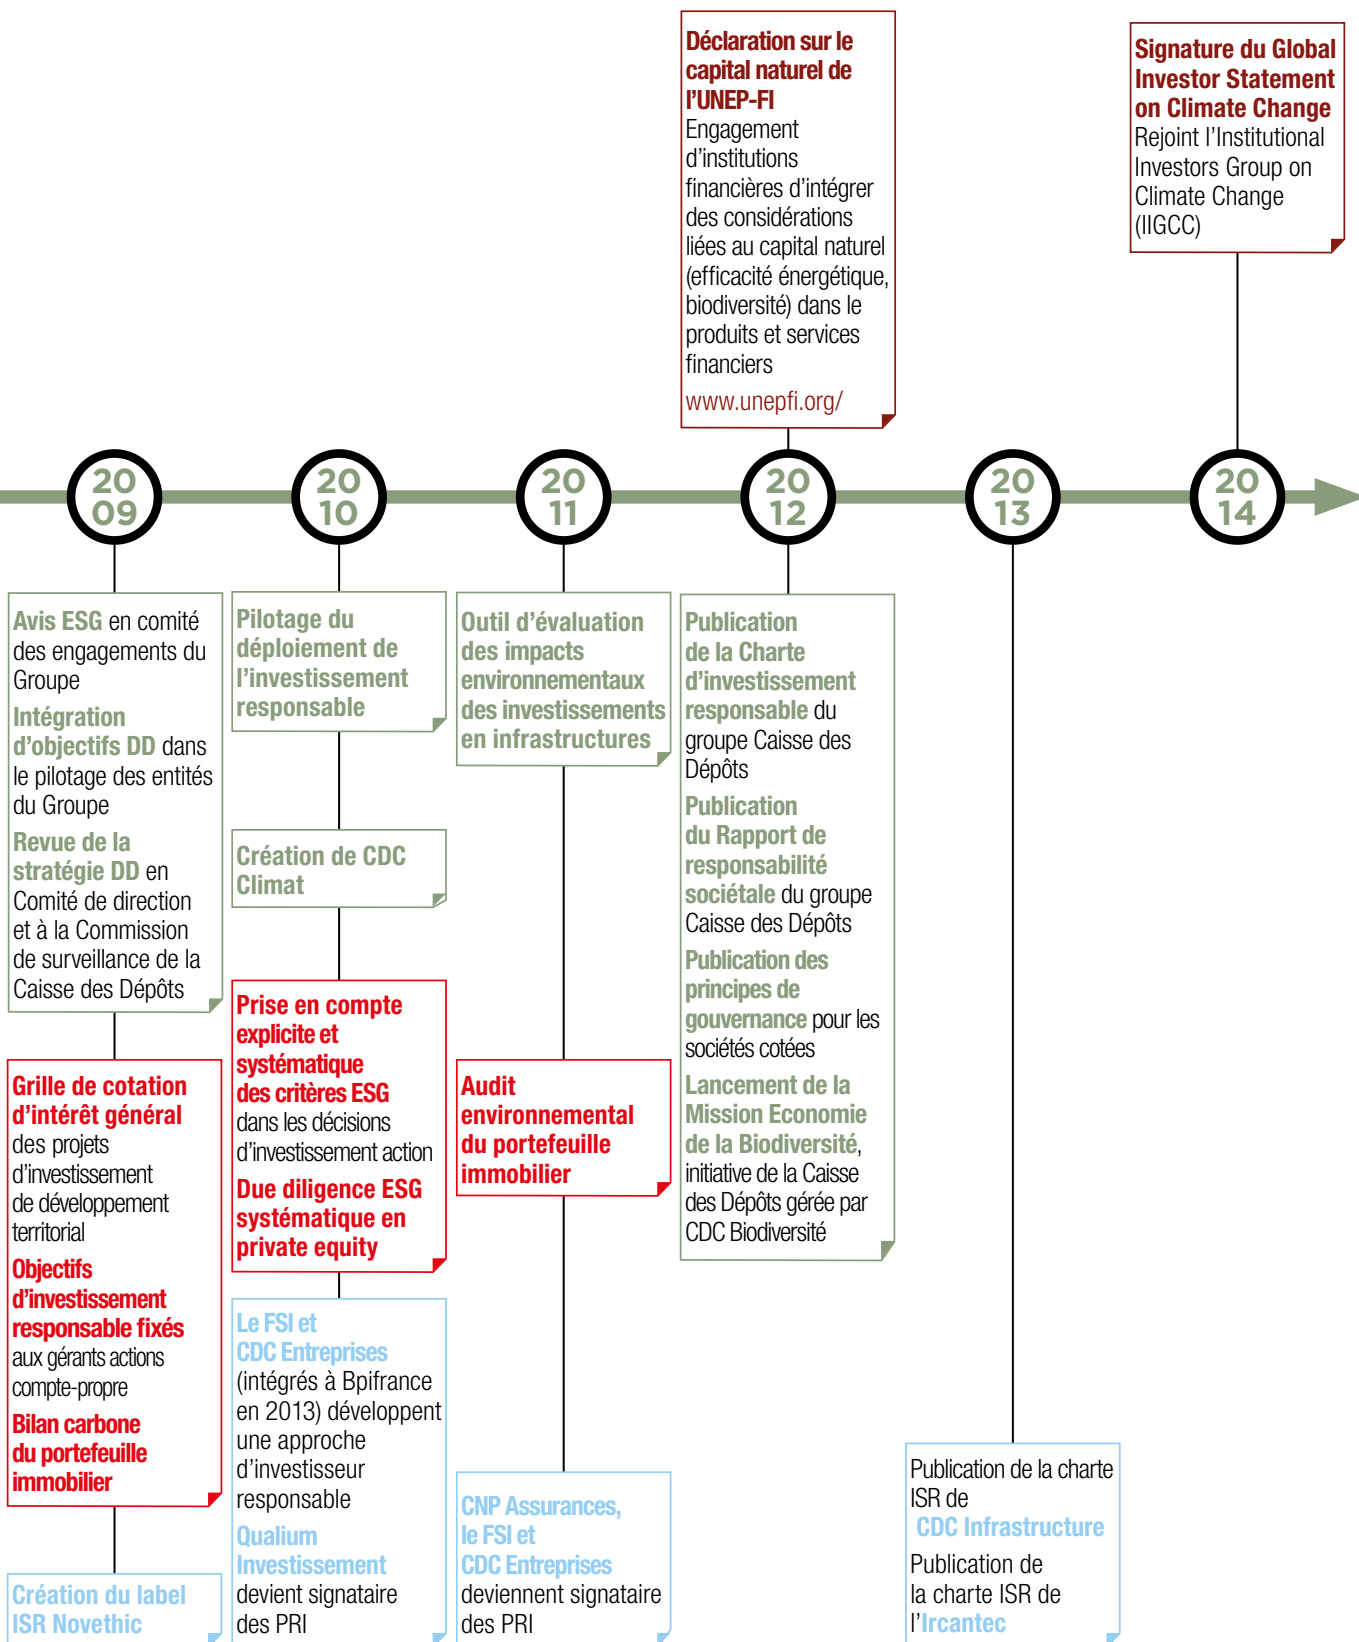 Déclaration sur le
capital naturel de
l'UNEP-FI
Engagement
d'institutions
financières d'intégrer
des considérations
liées au capital naturel
(efficacité énergétique,
biodiversité) dans le
produits et services
financiers
www.unepfi.org/
Signature du Global
Investor Statement
on Climate Change
Rejoint l'Institutional
Investors Group on
Climate Change
(IIGCC)
20
09
20
10
20
11
20
12
20
13
20
14
Avis ESG en comité
des engagements du
Groupe
Intégration
d'objectifs DD dans
le pilotage des entités
du Groupe
Revue de la
stratégie DD en
Comité de direction
et à la Commission
de surveillance de la
Caisse des Dépôts
Grille de cotation
d'intérêt général
des projets
d'investissement
de développement
territorial
Objectifs
d'investissement
responsable fixés
aux gérants actions
compte-propre
Bilan carbone
du portefeuille
immobilier
Création du label
ISR Novethic
Pilotage du
déploiement de
l'investissement
responsable
Création de CDC
Climat
Prise en compte
explicite et
systématique
des critères ESG
dans les décisions
d'investissement action
Due diligence ESG
systématique en
private equity
Le FSI et
CDC Entreprises
(intégrés à Bpifrance
en 2013) développent
une approche
d'investisseur
responsable
Qualium
Investissement
devient signataire
des PRI
Outil d'évaluation
des impacts
environnementaux
des investissements
en infrastructures
Audit
environnemental
du portefeuille
immobilier
CNP Assurances,
le FSI et
CDC Entreprises
deviennent signataire
des PRI
Publication
de la Charte
d'investissement
responsable du
groupe Caisse des
Dépôts
Publication
du Rapport de
responsabilité
sociétale du groupe
Caisse des Dépôts
Publication des
principes de
gouvernance pour les
sociétés cotées
Lancement de la
Mission Economie
de la Biodiversité,
initiative de la Caisse
des Dépôts gérée par
CDC Biodiversité
Publication de la charte
ISR de
CDC Infrastructure
Publication de
la charte ISR de
l'Ircantec